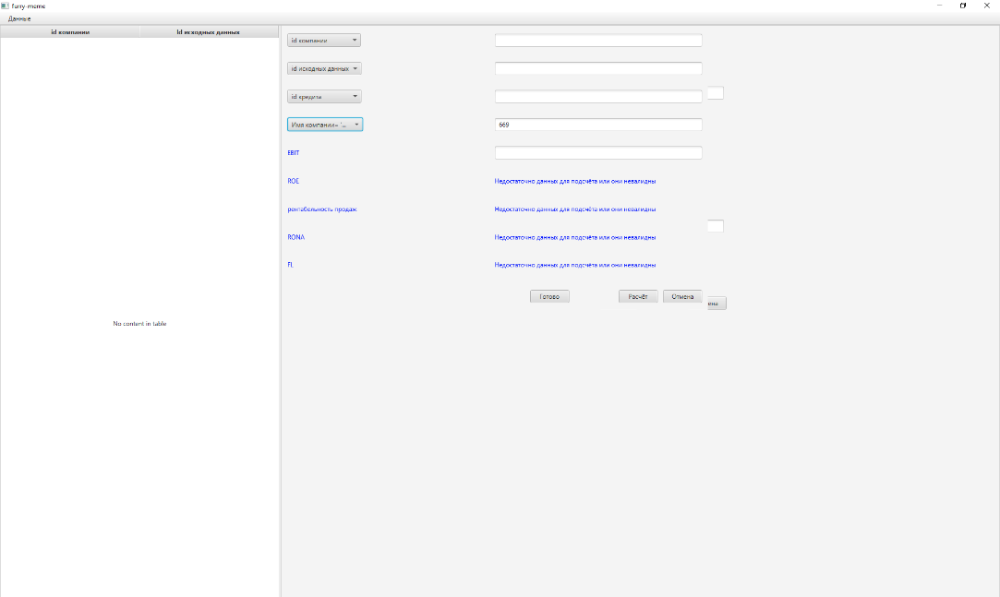 furry-meme
Данные
id компании
Id исходных данных
id компании
id исходных данных
id кредита
Имя компании= '...
669
EBIT
ROE
Недостаточно данных для подсчёта или они невалидны
рентабельность продаж
Недостаточно данных для подсчёта или они невалидны
RONA
Недостаточно данных для подсчёта или они невалидны
FL
Недостаточно данных для подсчёта или они невалидны
Готово
Расчёт
Отмена
ена
No content in table